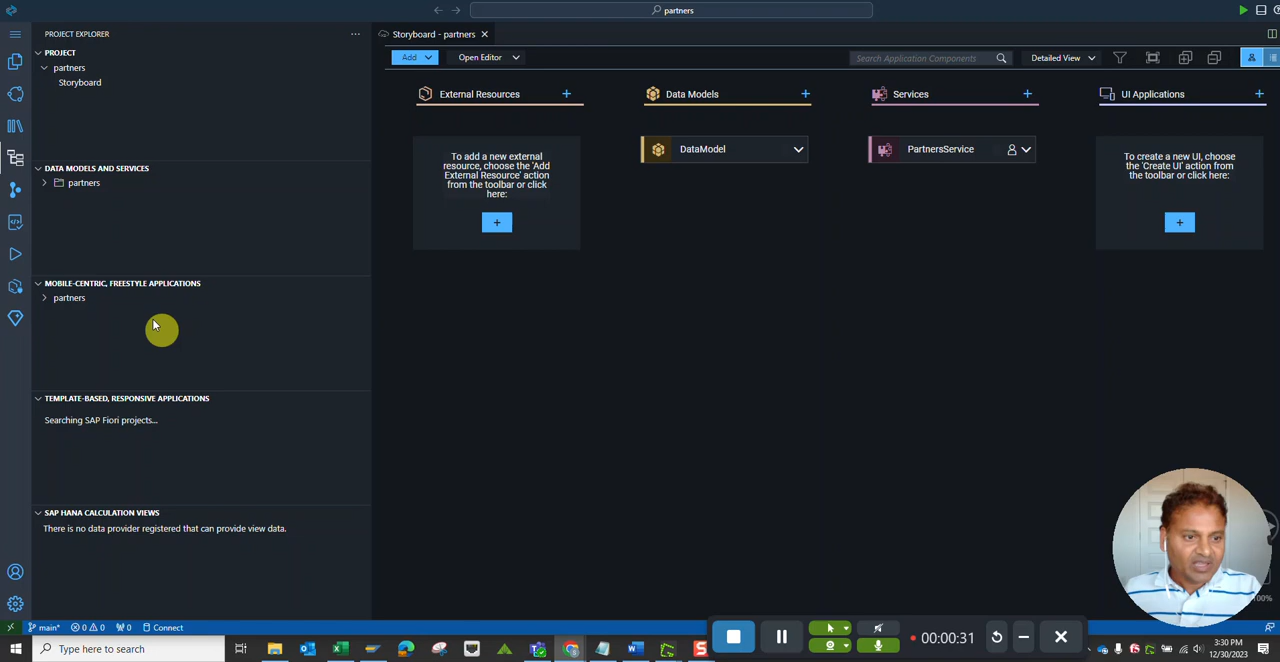 partners
PROJECT EXPLORER
Storyboard - partners
PROJECT
partners
Storyboard
DATA MODELS AND SERVICES
partners
MOBILE-CENTRIC, FREESTYLE APPLICATIONS
partners
TEMPLATE-BASED, RESPONSIVE APPLICATIONS
Searching SAP Fiori projects...
SAP HANA CALCULATION VIEWS
There is no data provider registered that can provide view data.
Add
Open Editor
Search Application Components
Detailed View
External Resources
Data Models
Services
UI Applications
To add a new external
resource, choose the 'Add
External Resource' action
from the toolbar or click
here:
DataModel
PartnersService
To create a new UI, choose
the 'Create UI' action from
the toolbar or click here:
100%
main*
0
0
0
Connect
00:00:31
Type here to search
3:30 PM
12/30/2023